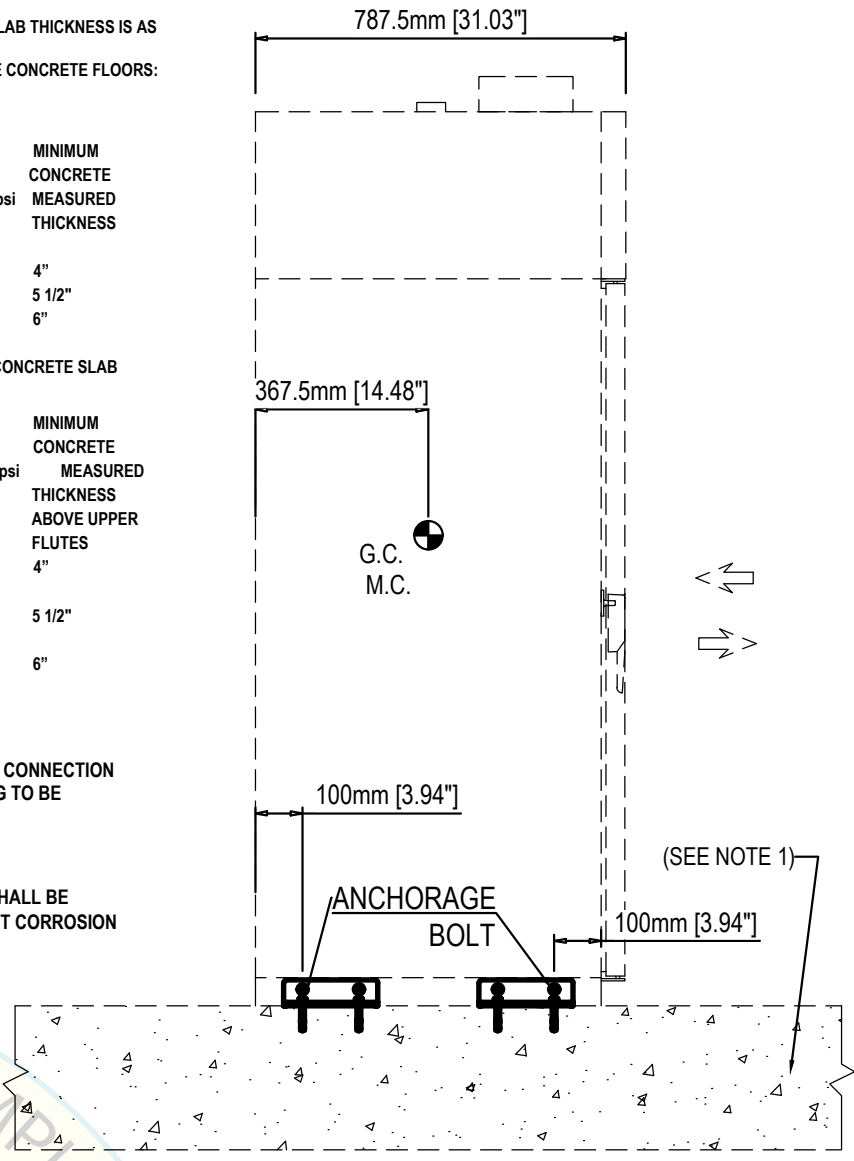 LAB THICKNESS IS AS
E CONCRETE FLOORS:
MINIMUM
CONCRETE
psi MEASURED
THICKNESS
4”
5 1/2"
6”
CONCRETE SLAB
MINIMUM
CONCRETE
psi MEASURED
THICKNESS
ABOVE UPPER
FLUTES
4”
5 1/2"
6”
CONNECTION
G TO BE
HALL BE
T CORROSION
787.5mm [31.03"]
367.5mm [14.48"]
G.C.
M.C.
100mm [3.94"]
(SEE NOTE 1)
ANCHORAGE
BOLT
100mm [3.94"]
MPL